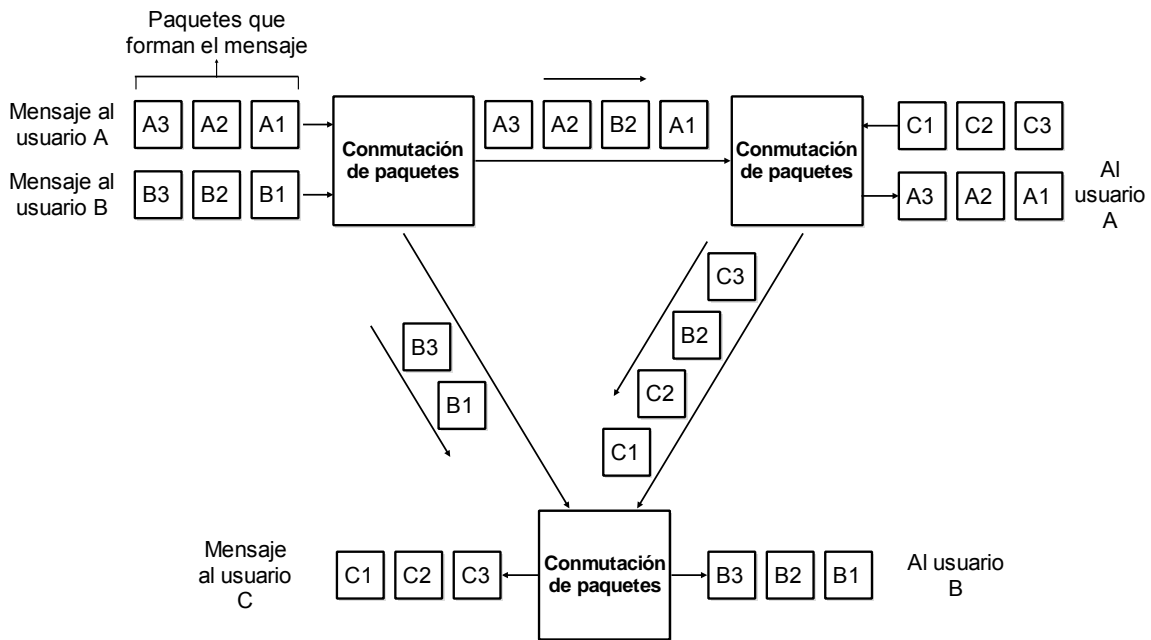 Paquetes que
forman el mensaje
Mensaje al
usuario A
A3 A2 A1
Conmutación
de paquetes
A3 A2 B2 A1
Conmutación
de paquetes
C1 C2 C3
Mensaje al
usuario B
B3 B2 B1
A3 A2 A1
Al
usuario
A
C3
B3
B2
B1
C2
C1
Mensaje
al usuario
C
C1 C2 C3
Conmutación
de paquetes
B3 B2 B1
Al usuario
B